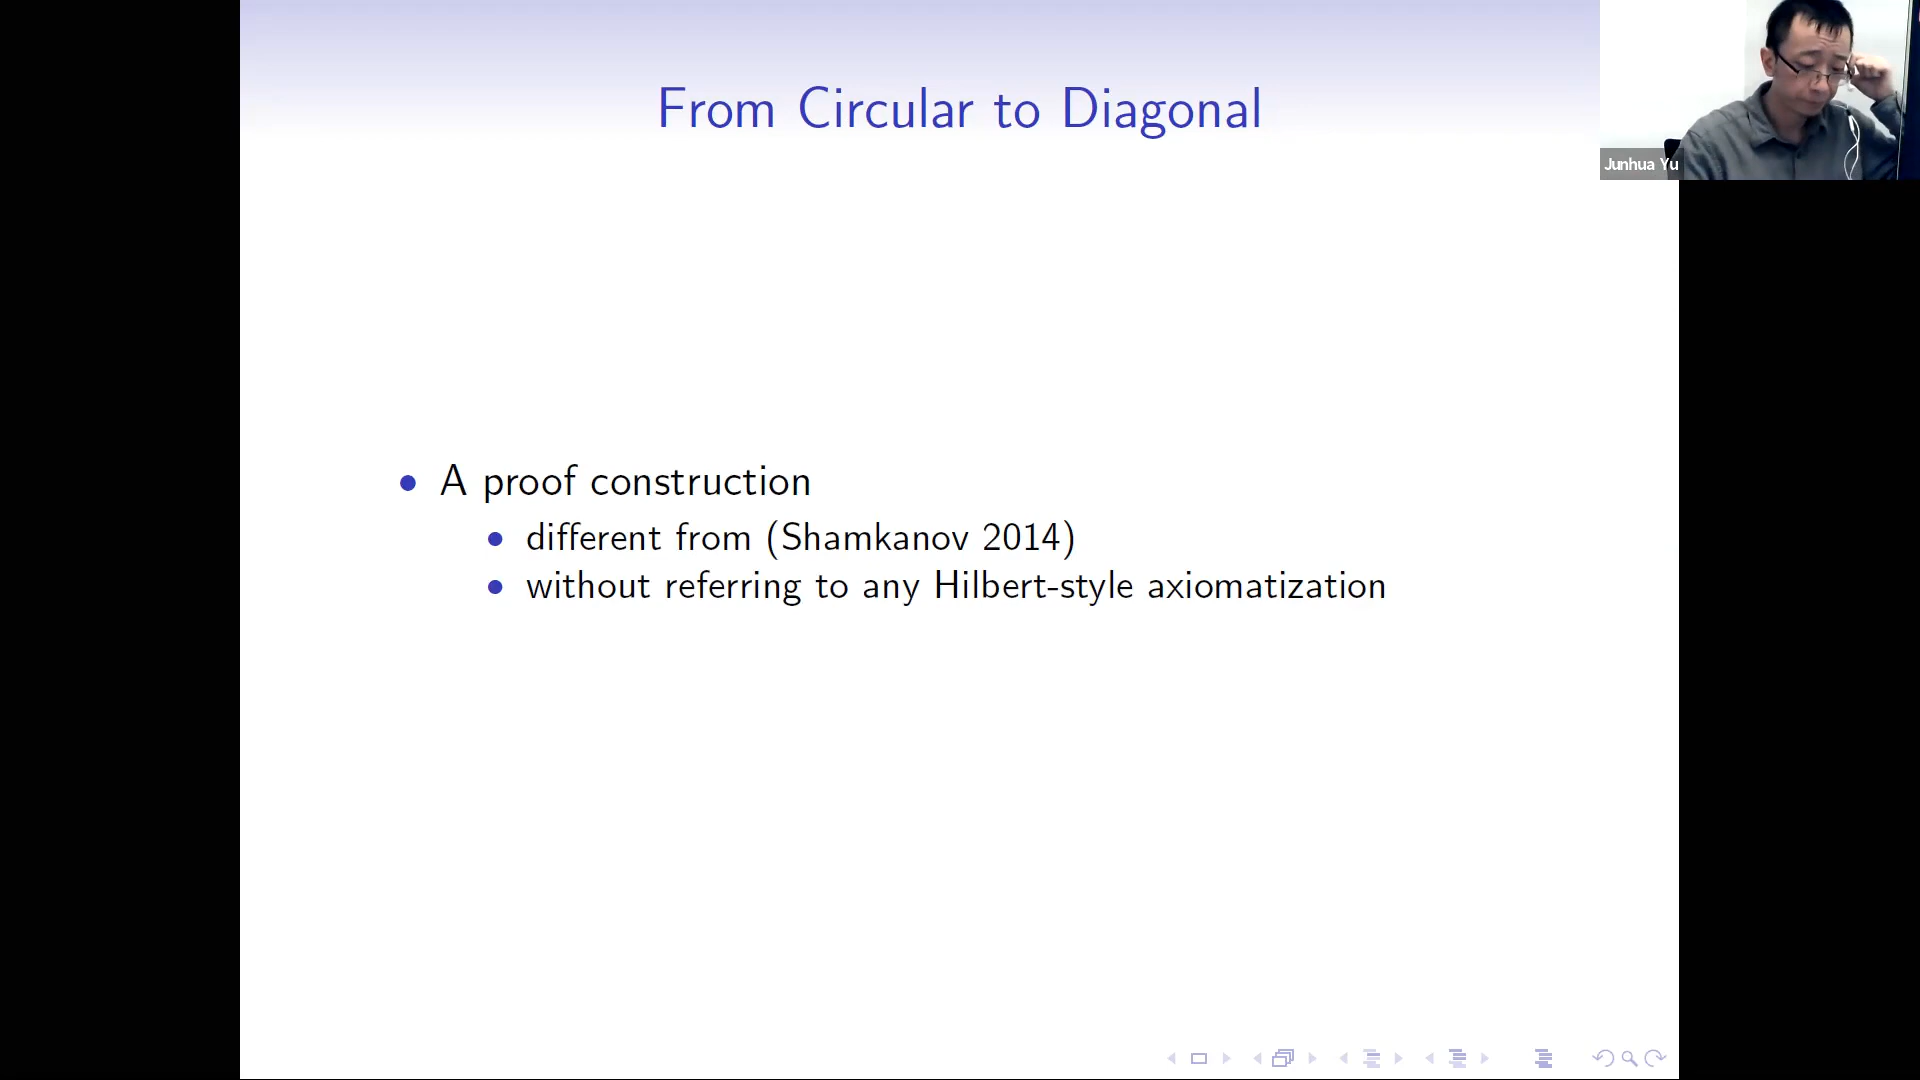 From Circular to Diagonal
Junhua Yu
A proof construction
different from (Shamkanov 2014)
without referring to any Hilbert-style axiomatization